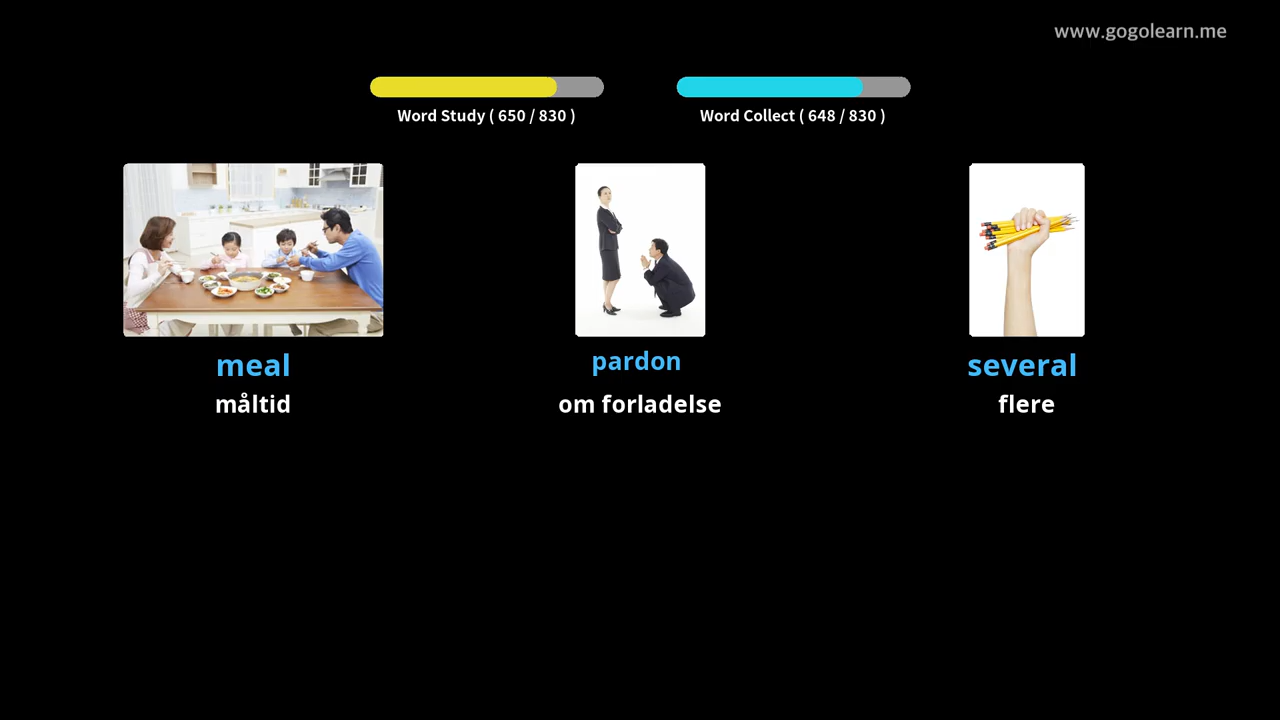 www.gogolearn.me
Word Study ( 650 / 830 )
Word Collect ( 648 / 830 )
meal
måltid
pardon
om forladelse
several
flere